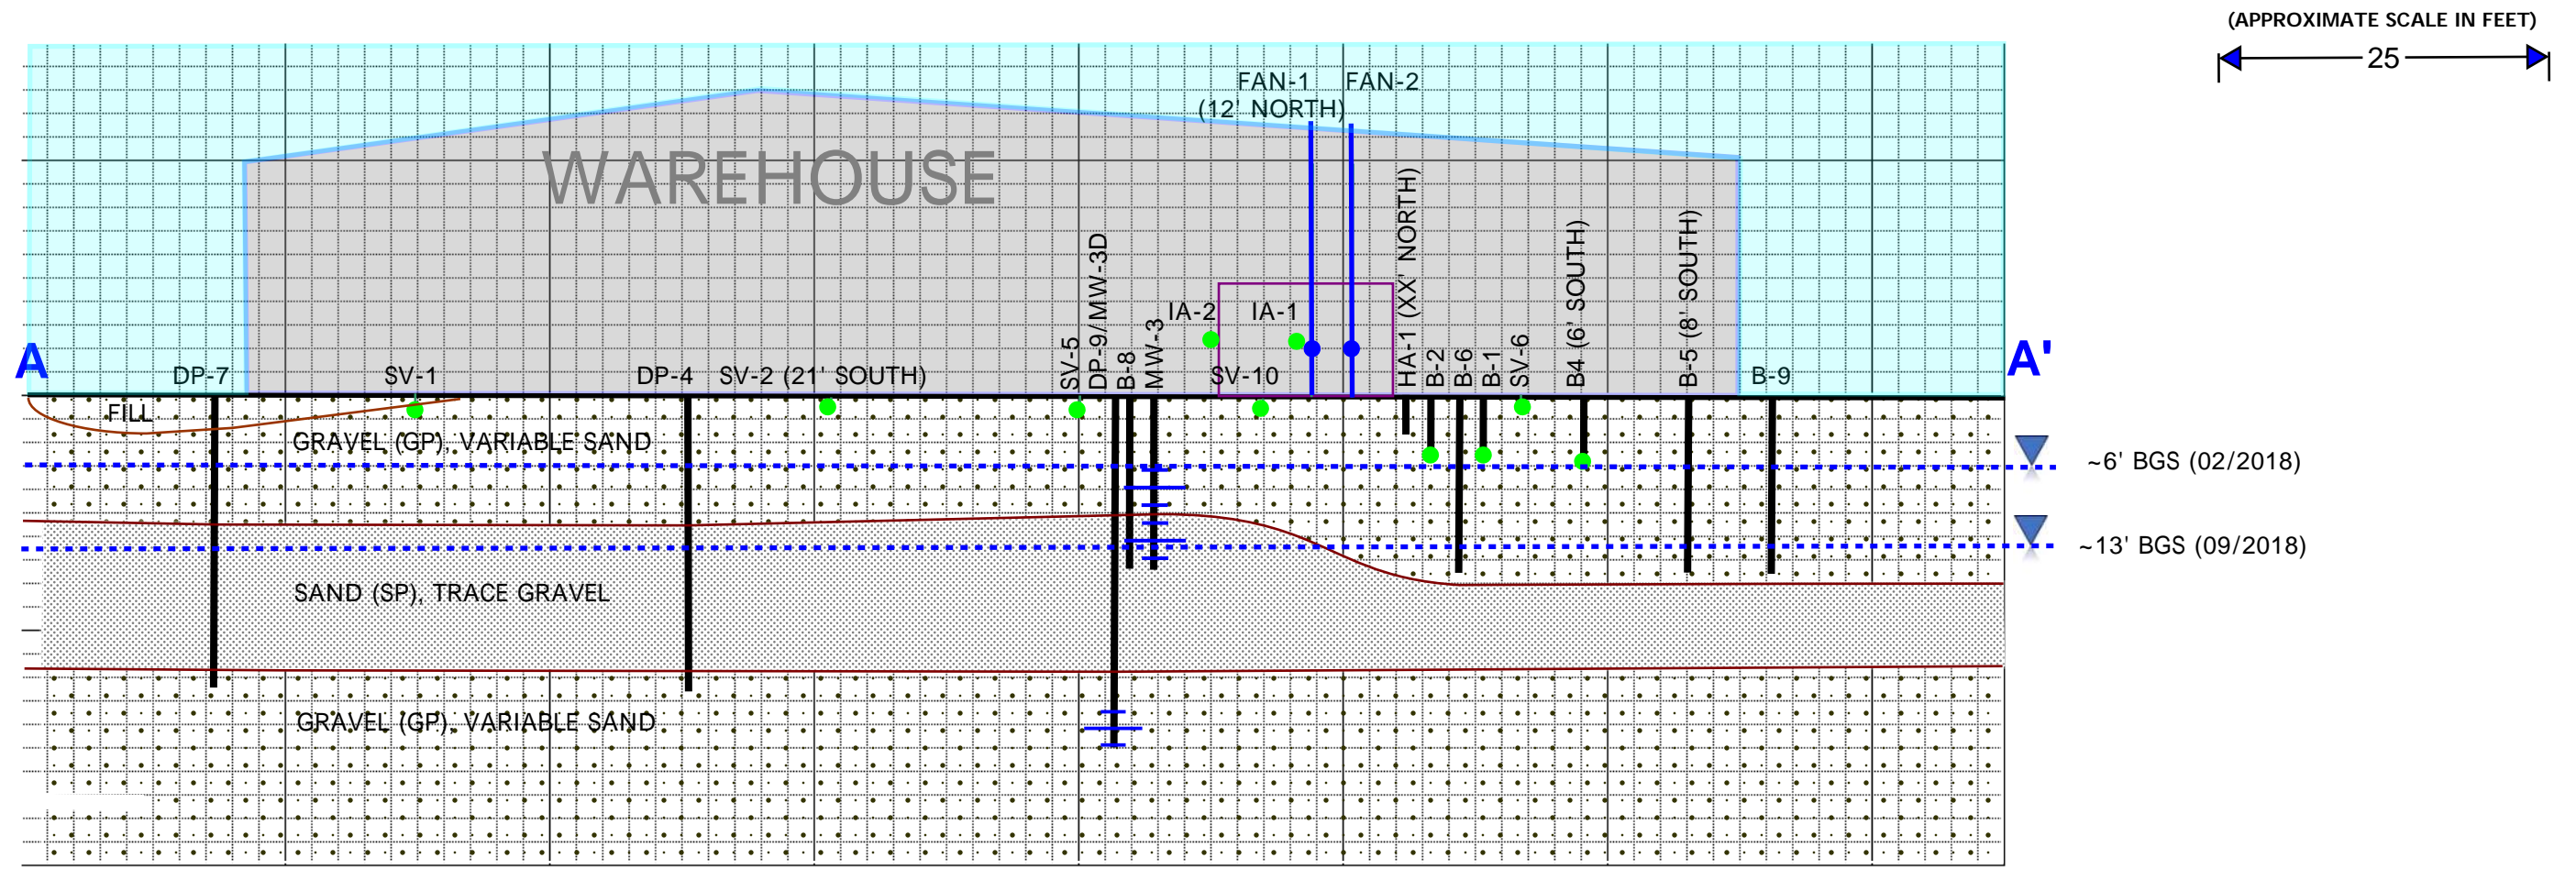 (APPROXIMATE SCALE IN FEET)
25
FAN-1
(12' NORTH)
FAN-2
WAREHOUSE
A
DP-7
SV-1
DP-4
SV-2 (21' SOUTH)
SV-5
DP-9/MW-3D
B-8
MW-3
IA-2
IA-1
SV-10
HA-1 (XX' NORTH)
B-2
B-6
B-1
SV-6
B4 (6' SOUTH)
B-5 (8' SOUTH)
B-9
A'
FILL
GRAVEL (GP), VARIABLE SAND
~6' BGS (02/2018)
~13' BGS (09/2018)
SAND (SP), TRACE GRAVEL
GRAVEL (GP), VARIABLE SAND